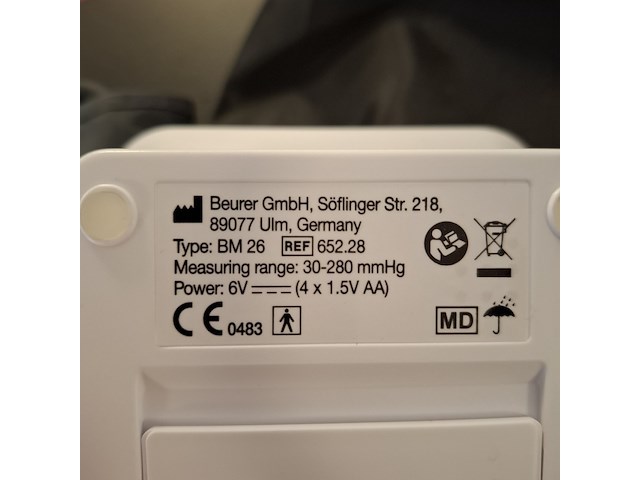 Beurer GmbH, Söflinger Str. 218,
89077 Ulm, Germany
Type: BM 26 REF 652.28
Measuring range: 30-280 mmHg
Power: 6V (4 x 1.5V AA)
CE 0483
MD